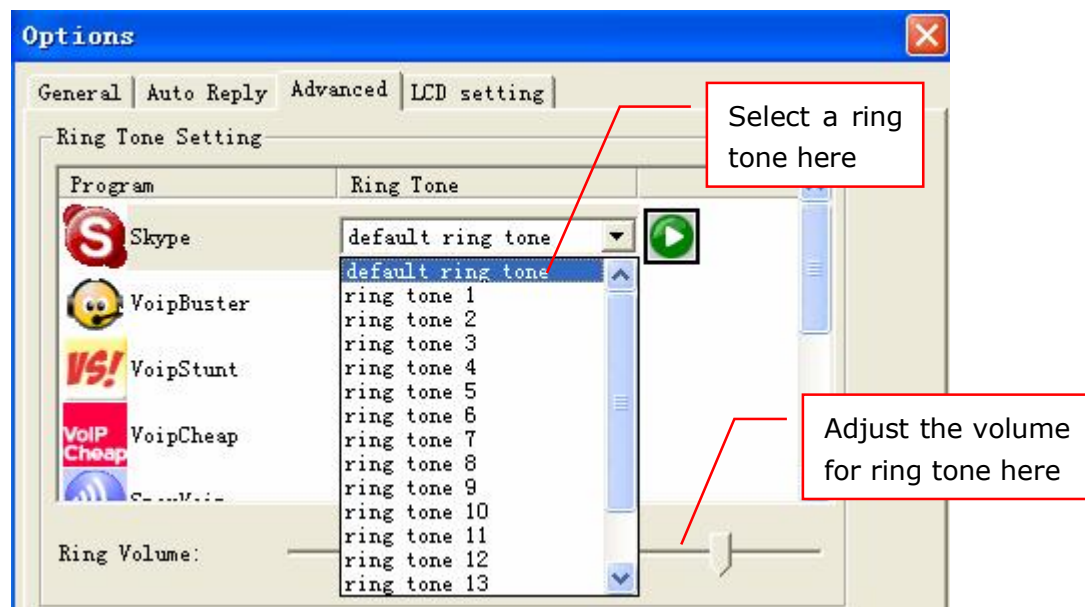 Options
General Auto Reply Advanced LCD setting
Select a ring
tone here
Ring Tone Setting
Program Ring Tone
S Skype default ring tone
default ring tone
VoipBuster
ring tone 1
ring tone 2
ring tone 3
VS! VoipStunt
ring tone 4
ring tone 5
ring tone 6
VoIP Cheap VoipCheap
ring tone 7
ring tone 8
ring tone 9
ring tone 10
ring tone 11
ring tone 12
ring tone 13
Adjust the volume
for ring tone here
Ring Volume: